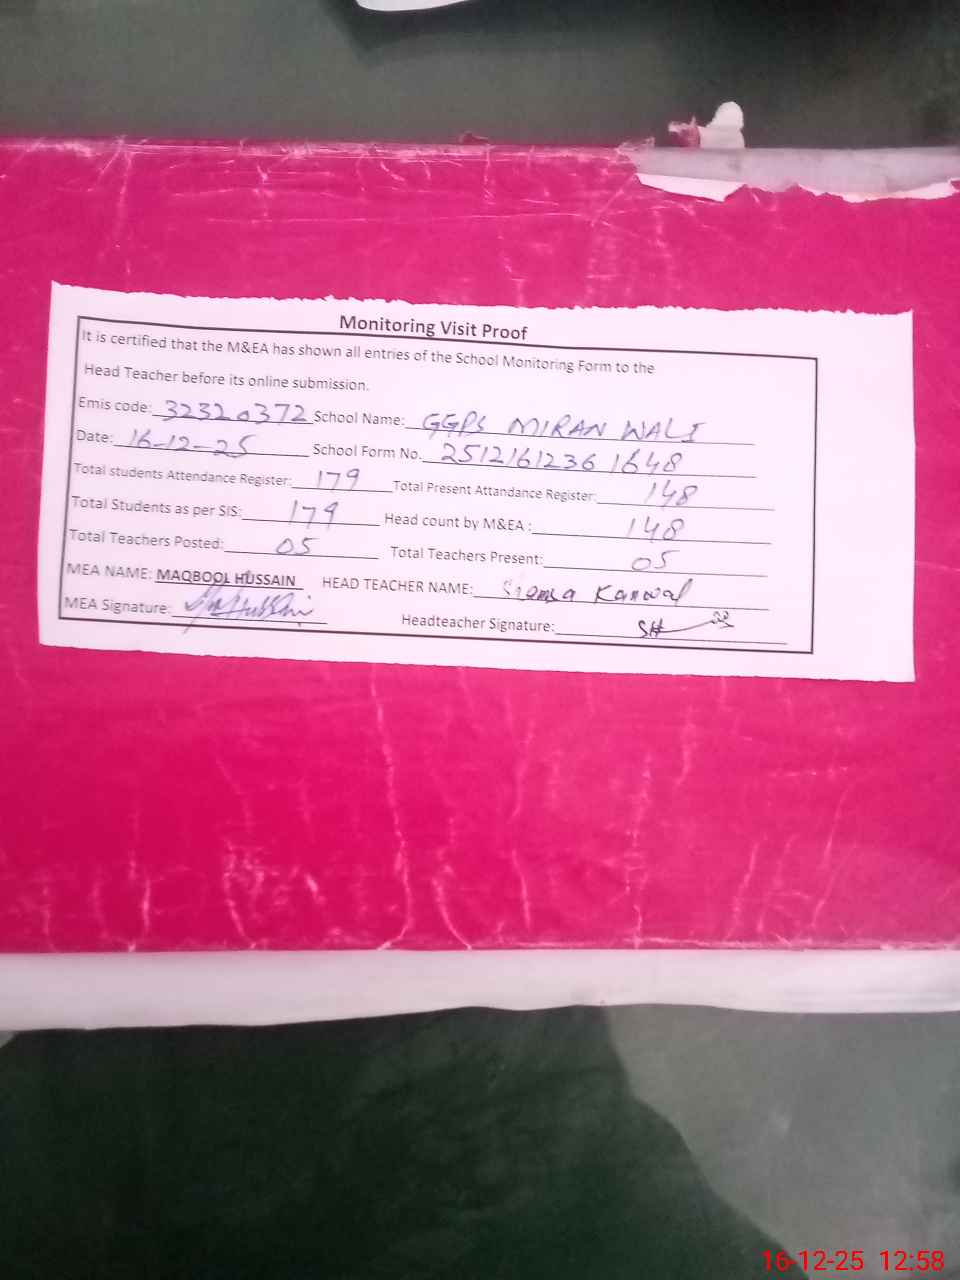 Monitoring Visit Proof
It is certified that the M&EA has shown all entries of the School Monitoring Form to the
Head Teacher before its online submission.
Emis code: 32320372 School Name: GGPS MIRAN WALI
Date: 16-12-25 School Form No. 25121612361648
Total students Attendance Register: 179 Total Present Attandance Register: 148
Total Students as per SIS: 179 Head count by M&EA : 148
Total Teachers Posted: 05 Total Teachers Present: 05
MEA NAME: MAQBOOL HUSSAIN HEAD TEACHER NAME: Kanwal
MEA Signature: Headteacher Signature:
16-12-25 12:58